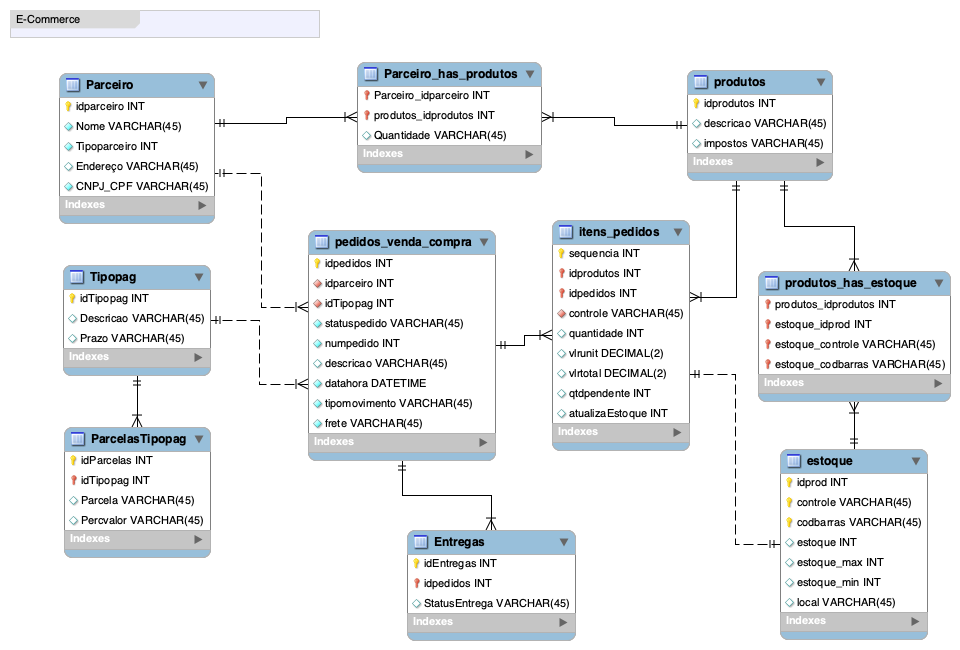 E-Commerce
Parceiro
idparceiro INT
Nome VARCHAR(45)
Tipoparceiro INT
Endereço VARCHAR(45)
CNPJ_CPF VARCHAR(45)
Indexes
Parceiro_has_produtos
Parceiro_idparceiro INT
produtos_idprodutos INT
Quantidade VARCHAR(45)
Indexes
produtos
idprodutos INT
descricao VARCHAR(45)
impostos VARCHAR(45)
Indexes
Tipopag
idTipopag INT
Descricao VARCHAR(45)
Prazo VARCHAR(45)
Indexes
pedidos_venda_compra
idpedidos INT
idparceiro INT
idTipopag INT
statuspedido VARCHAR(45)
numpedido INT
descricao VARCHAR(45)
datahora DATETIME
tipomovimento VARCHAR(45)
frete VARCHAR(45)
Indexes
itens_pedidos
sequencia INT
idprodutos INT
idpedidos INT
controle VARCHAR(45)
quantidade INT
vlrunit DECIMAL(2)
vlrtotal DECIMAL(2)
qtdpendente INT
atualizaEstoque INT
Indexes
produtos_has_estoque
produtos_idprodutos INT
estoque_idprod INT
estoque_controle VARCHAR(45)
estoque_codbarras VARCHAR(45)
Indexes
ParcelasTipopag
idParcelas INT
idTipopag INT
Parcela VARCHAR(45)
Percvalor VARCHAR(45)
Indexes
Entregas
idEntregas INT
idpedidos INT
StatusEntrega VARCHAR(45)
Indexes
estoque
idprod INT
controle VARCHAR(45)
codbarras VARCHAR(45)
estoque INT
estoque_max INT
estoque_min INT
local VARCHAR(45)
Indexes